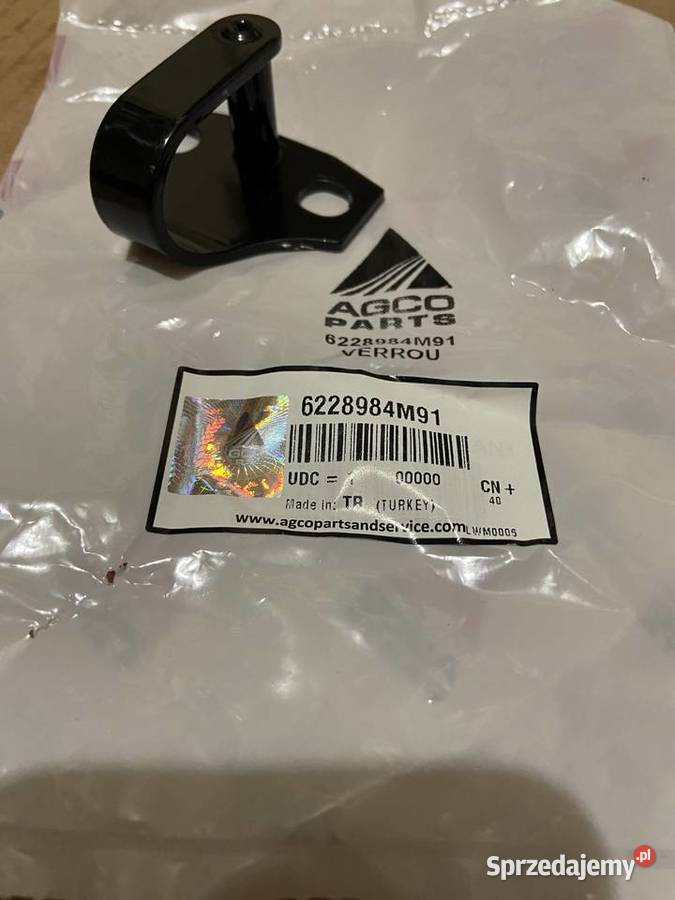 AGCO
PARTS
6228984M91
VERROU
6228984M91
UDC = 1 00000
CN +
40
Made in: TR (TURKEY)
www.agcopartsandservice.com
LWM0005
Sprzedajemy.pl